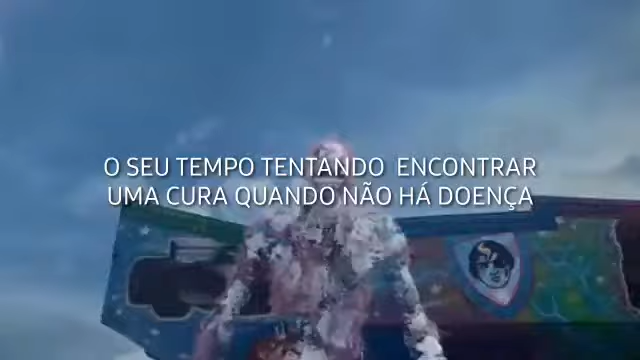 O SEU TEMPO TENTANDO ENCONTRAR
UMA CURA QUANDO NÃO HÁ DOENÇA